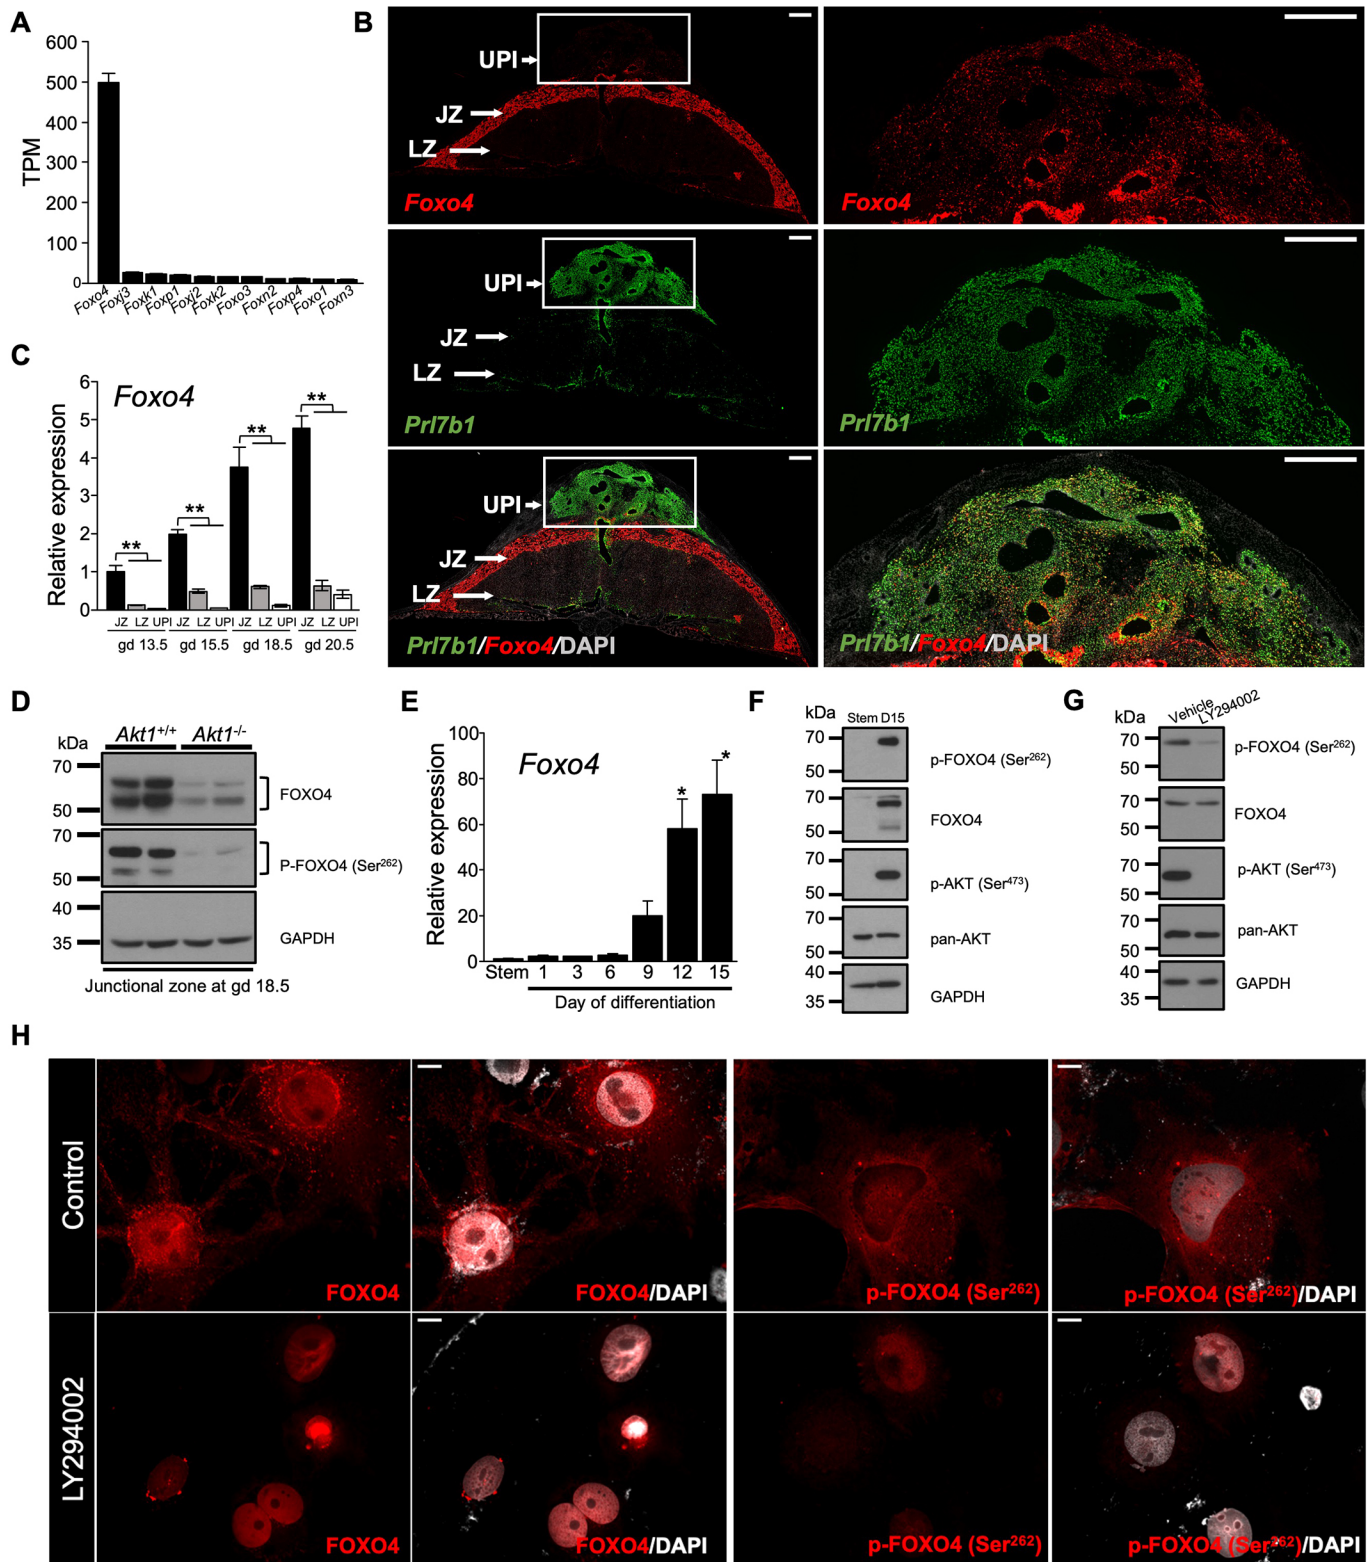 A
TPM
600
500
400
300
200
100
0
Foxo4
Foxj3
Foxk1
Foxp1
Foxj2
Foxk2
Foxo3
Foxn2
Foxp4
Foxo1
Foxn3
B
UPI
JZ
LZ
Foxo4
Foxo4
UPI
JZ
LZ
Prl7b1
Prl7b1
UPI
JZ
LZ
Prl7b1/Foxo4/DAPI
Prl7b1/Foxo4/DAPI
C
Foxo4
Relative expression
6
5
4
3
2
1
0
** ** ** **
JZ LZ UPI JZ LZ UPI JZ LZ UPI JZ LZ UPI
gd 13.5 gd 15.5 gd 18.5 gd 20.5
D
Akt1+/+ Akt1-/-
kDa
70
50
FOXO4
70
50
P-FOXO4 (Ser262)
40
35
GAPDH
Junctional zone at gd 18.5
E
Foxo4
Relative expression
100
80
60
40
20
0
* *
Stem 1 3 6 9 12 15
Day of differentiation
F
kDa
Stem D15
70
50
p-FOXO4 (Ser262)
70
50
FOXO4
70
50
p-AKT (Ser473)
70
50
pan-AKT
40
35
GAPDH
G
kDa
Vehicle
LY294002
70
50
p-FOXO4 (Ser262)
70
50
FOXO4
70
50
p-AKT (Ser473)
70
50
pan-AKT
40
35
GAPDH
H
Control
FOXO4
FOXO4/DAPI
p-FOXO4 (Ser262)
p-FOXO4 (Ser262)/DAPI
LY294002
FOXO4
FOXO4/DAPI
p-FOXO4 (Ser262)
p-FOXO4 (Ser262)/DAPI